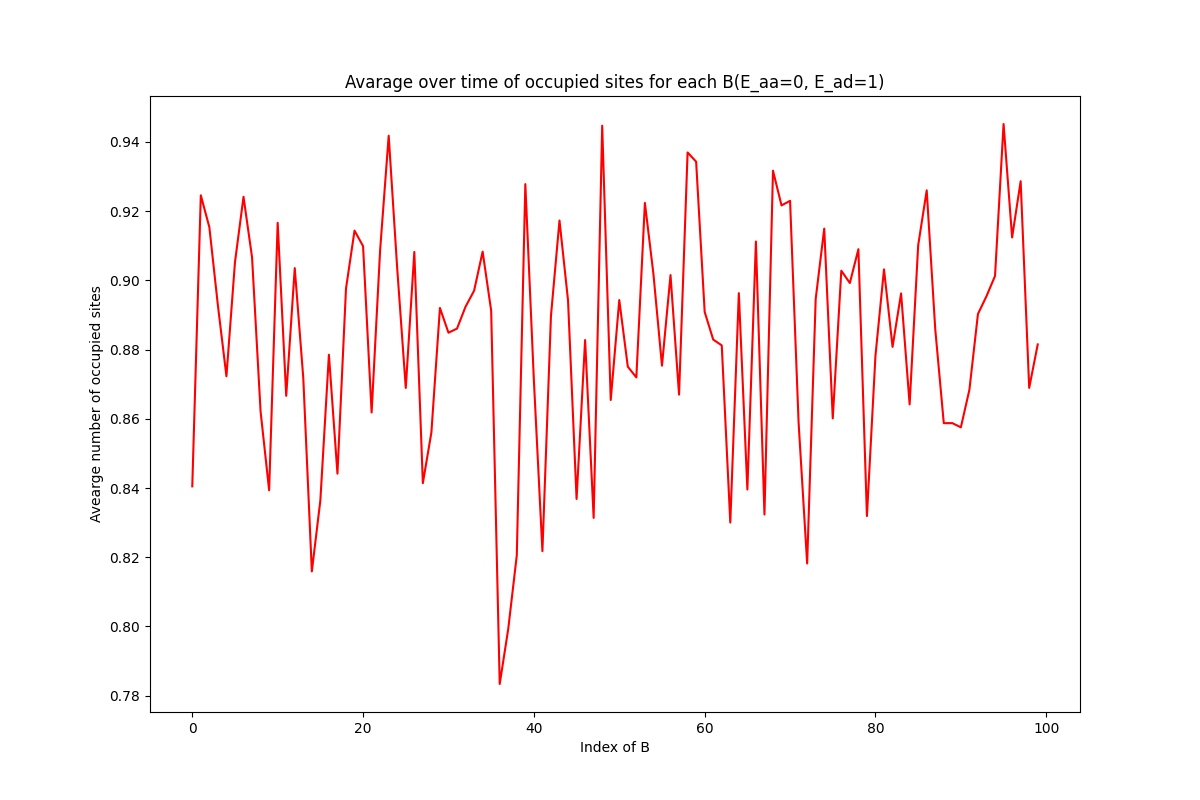 Avarage over time of occupied sites for each B(E_aa=0, E_ad=1)
Avearge number of occupied sites
0.94
0.92
0.90
0.88
0.86
0.84
0.82
0.80
0.78
0 20 40 60 80 100
Index of B